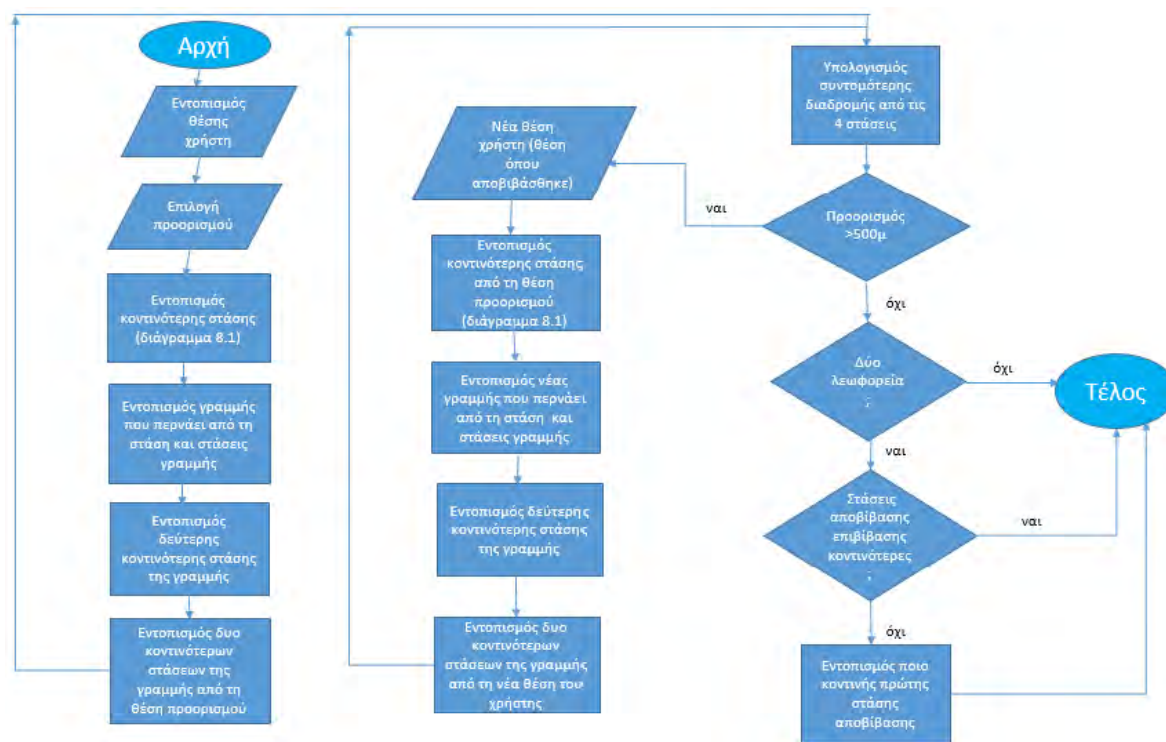 Αρχή
Εντοπισμός
θέσης
χρήστη
Επιλογή
προορισμού
Εντοπισμός
κοντινότερης στάσης
(διάγραμμα 8.1)
Εντοπισμός γραμμής
που περνάει από τη
στάση και στάσεις
γραμμής
Εντοπισμός
δεύτερης
κοντινότερης στάσης
της γραμμής
Εντοπισμός δυο
κοντινότερων
στάσεων της
γραμμής από τη
θέση προορισμού
Νέα θέση
χρήστη (θέση
όπου
αποβιβάσθηκε)
Εντοπισμός
κοντινότερης στάσης
από τη θέση
προορισμού
(διάγραμμα 8.1)
Εντοπισμός νέας
γραμμής που περνάει
από τη στάση και
στάσεις γραμμής
Εντοπισμός δεύτερης
κοντινότερης στάσης
της γραμμής
Εντοπισμός δυο
κοντινότερων
στάσεων της γραμμής
από τη νέα θέση του
χρήστης
Υπολογισμός
συντομότερης
διαδρομής από τις
4 στάσεις
Προορισμός
>500μ
ναι
όχι
Δύο
λεωφορεία
;
όχι
ναι
Στάσεις
αποβίβασης
επιβίβασης
κοντινότερες
;
ναι
όχι
Εντοπισμός ποιο
κοντινής πρώτης
στάσης
αποβίβασης
Τέλος